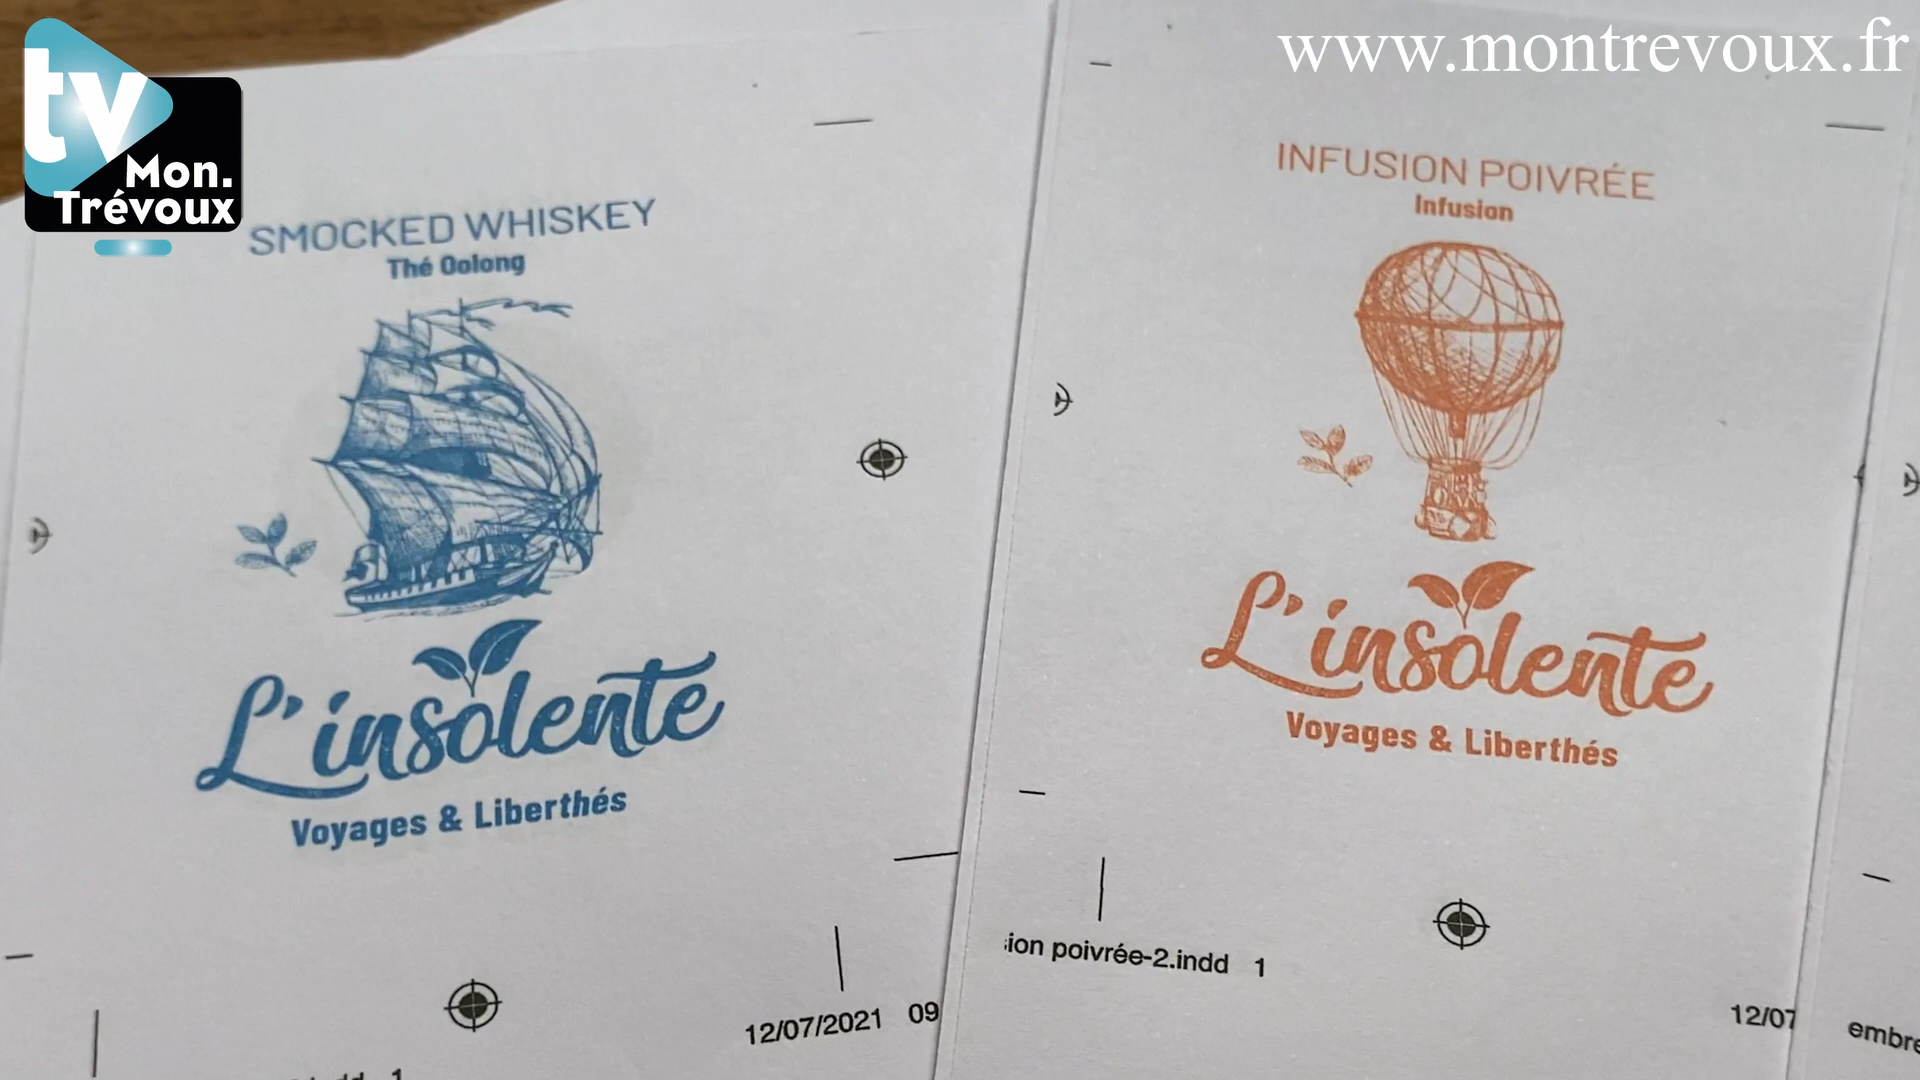 tv
Mon.
Trévoux
www.montrevoux.fr
SMOCKED WHISKEY
Thé Oolong
L'insolente
Voyages & Liberthés
12/07/2021 09
1
INFUSION POIVRÉE
Infusion
L'insolente
Voyages & Liberthés
ion poivrée-2.indd 1
12/07
embre